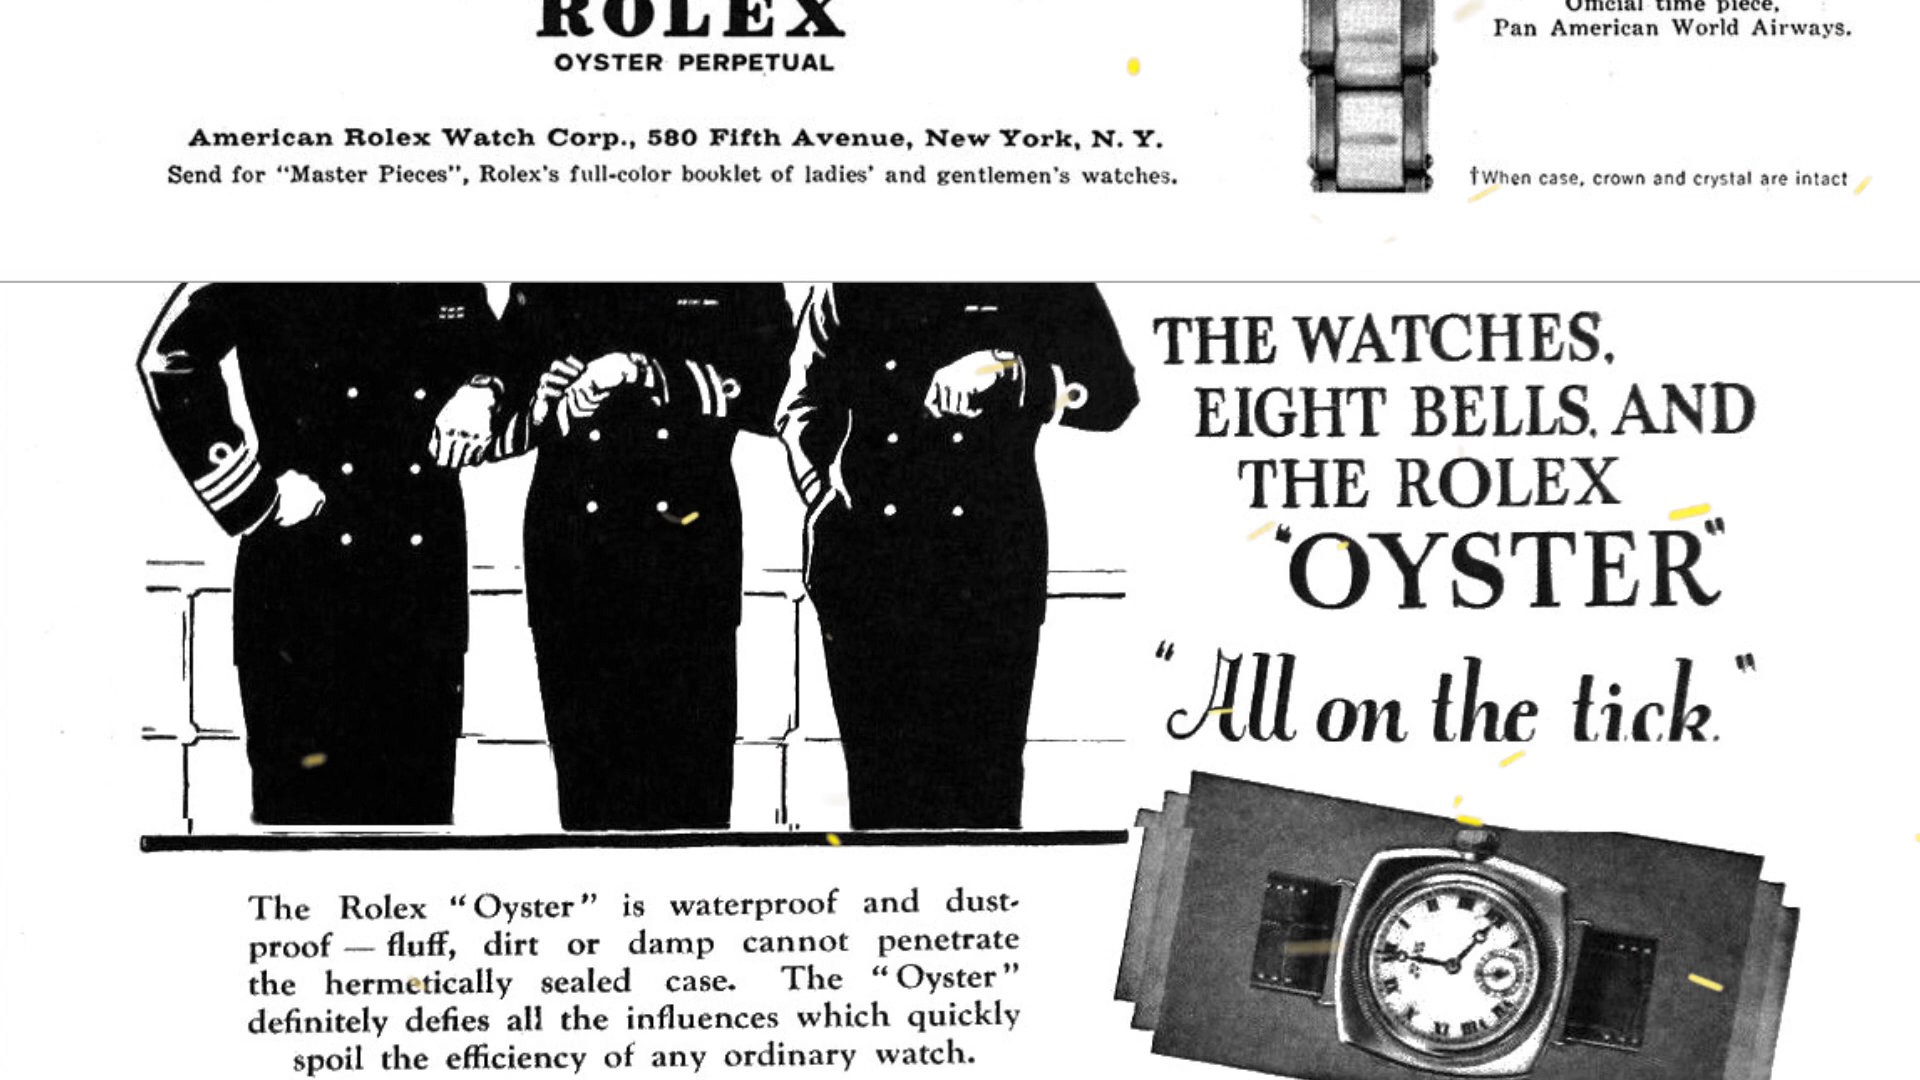 ROLEX
OYSTER PERPETUAL
American Rolex Watch Corp., 580 Fifth Avenue, New York, N. Y.
Send for “Master Pieces”, Rolex’s full-color booklet of ladies’ and gentlemen’s watches.
Official time piece,
Pan American World Airways.
†When case, crown and crystal are intact
THE WATCHES,
EIGHT BELLS, AND
THE ROLEX
“OYSTER”
“All on the tick.”
The Rolex “Oyster” is waterproof and dust-
proof — fluff, dirt or damp cannot penetrate
the hermetically sealed case. The “Oyster”
definitely defies all the influences which quickly
spoil the efficiency of any ordinary watch.